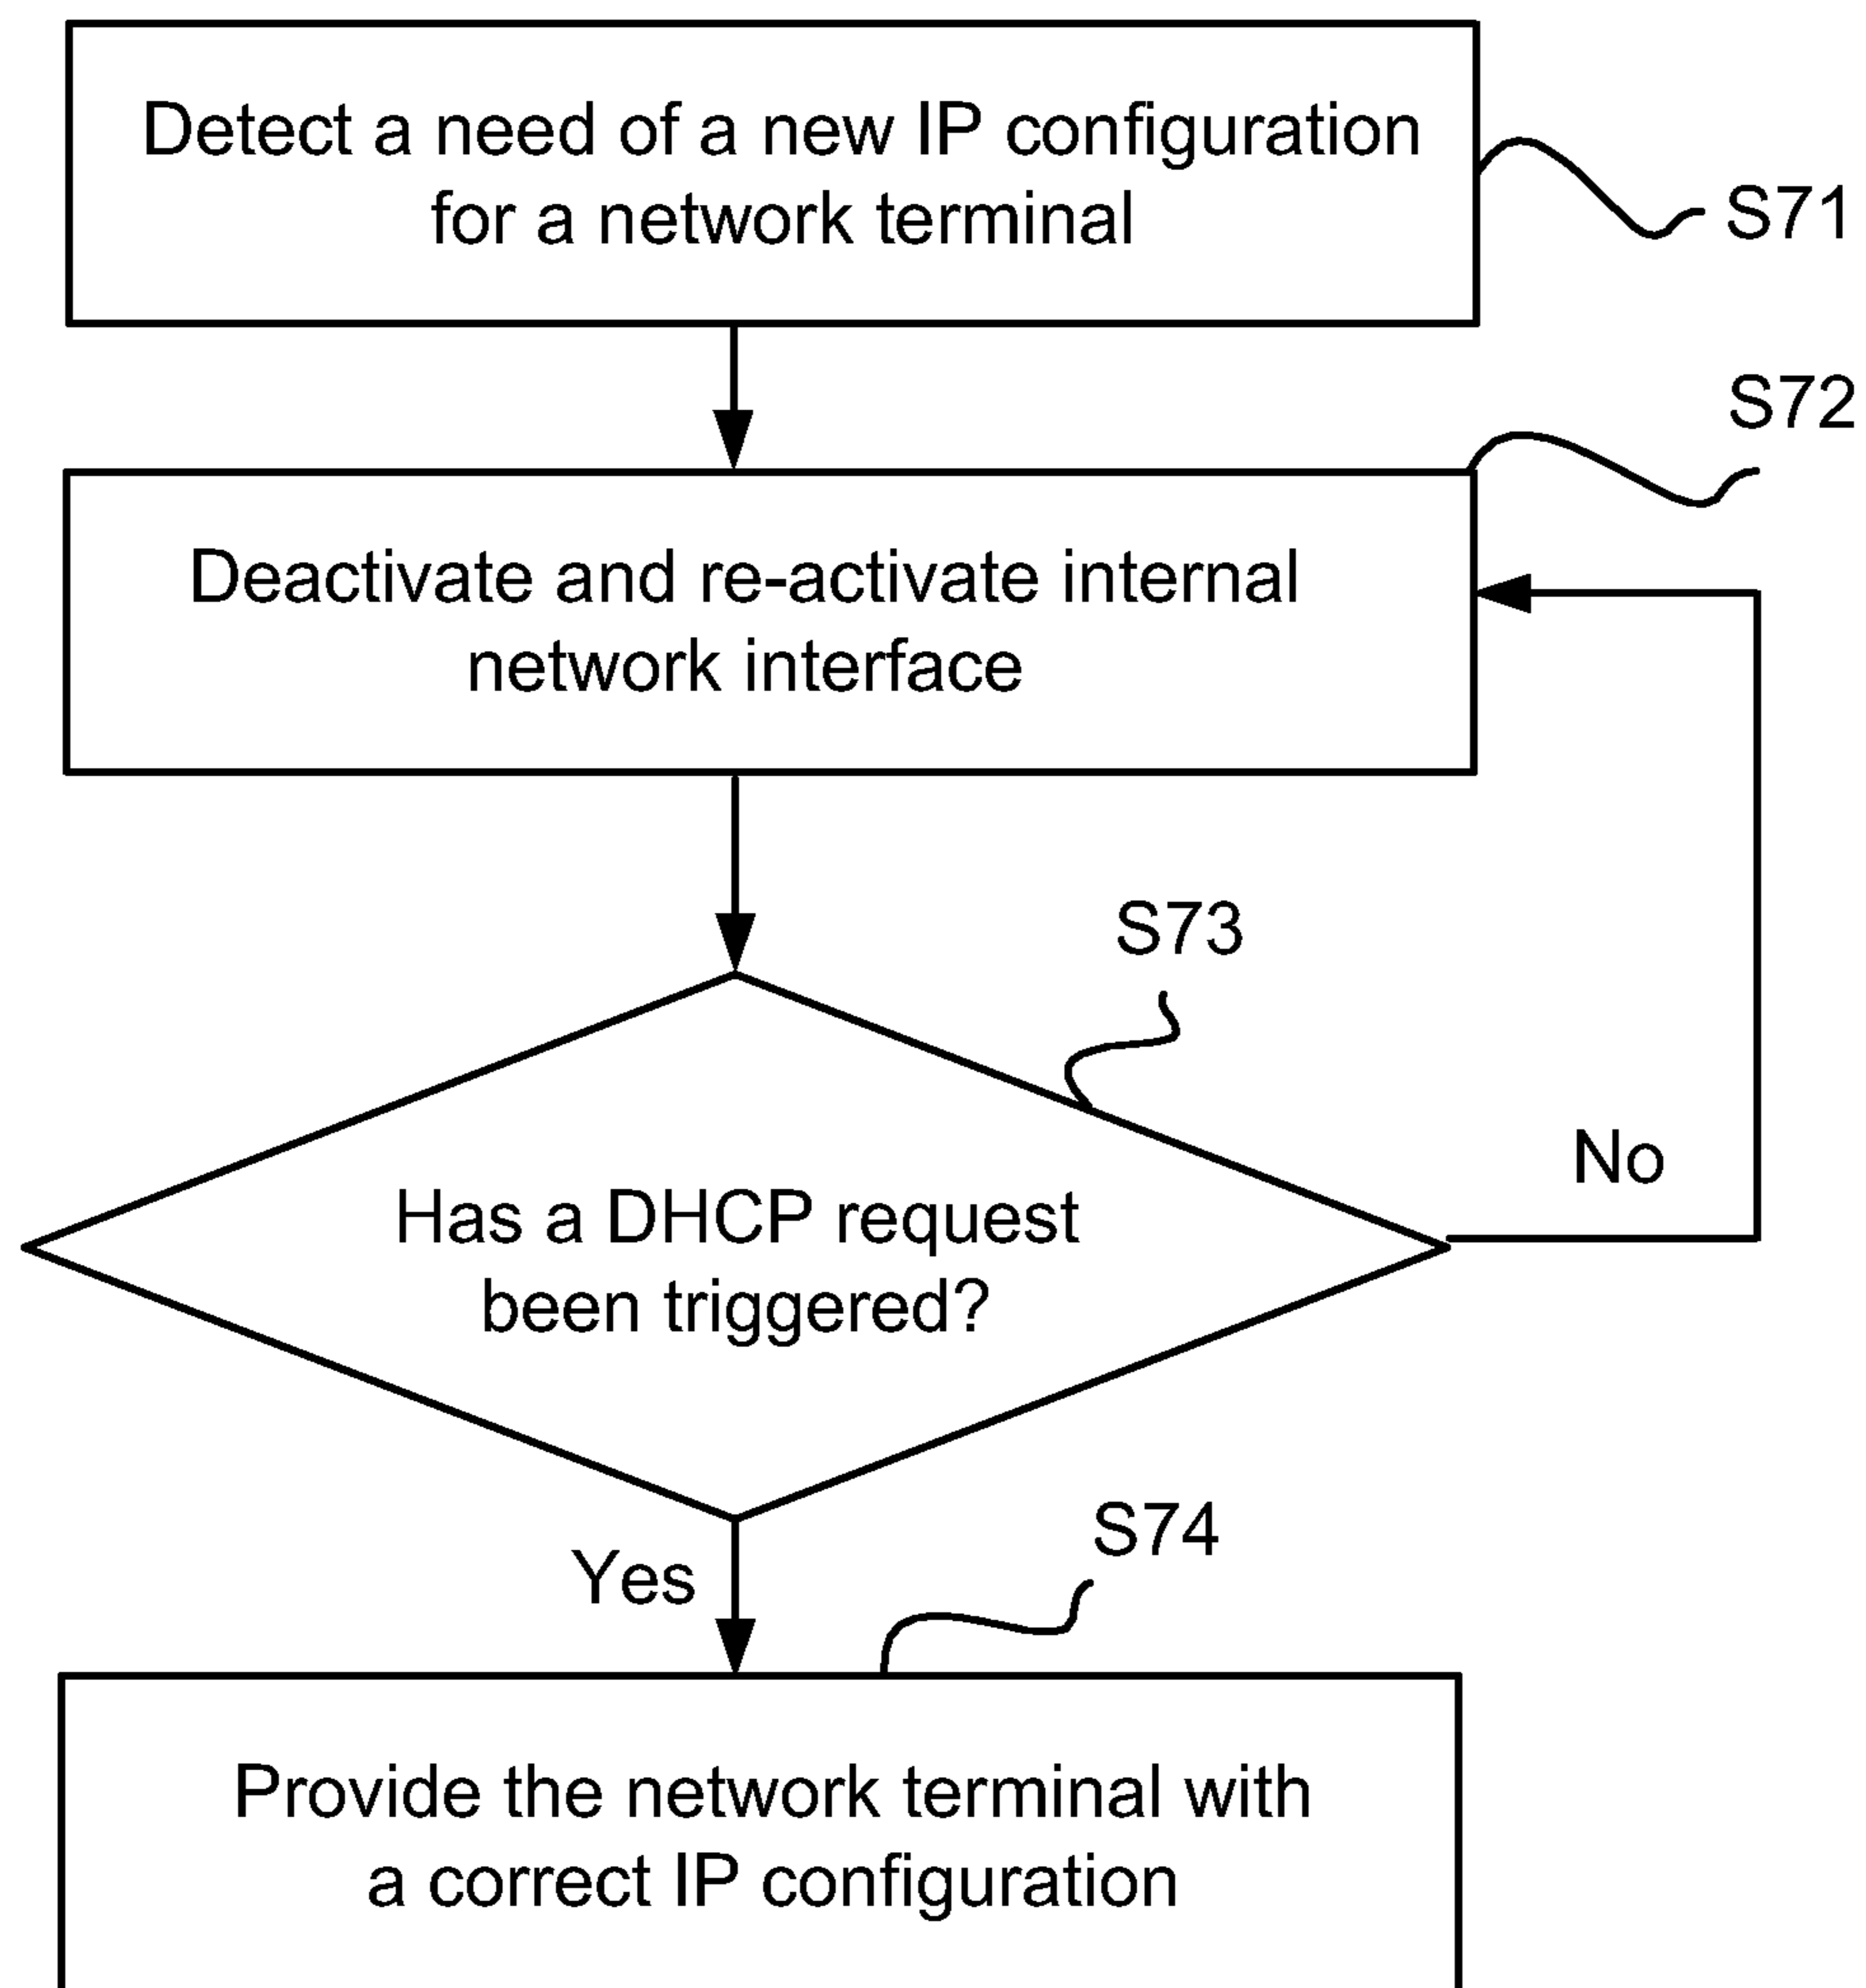 Detect a need of a new IP configuration
for a network terminal
S71
S72
Deactivate and re-activate internal
network interface
S73
No
Has a DHCP request
been triggered?
Yes
S74
Provide the network terminal with
a correct IP configuration